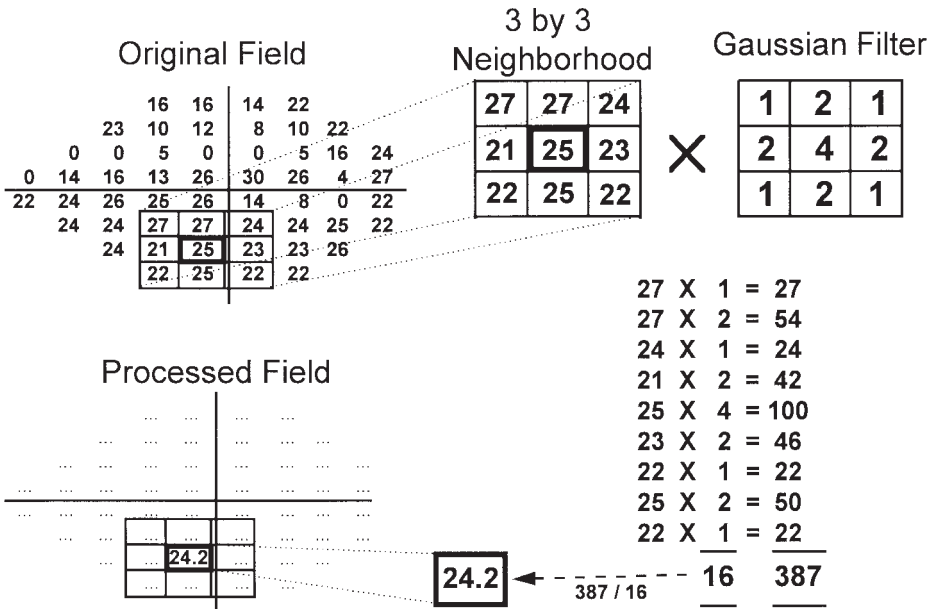 3 by 3
Original Field
Neighborhood
Gaussian Filter
16 16 14 22
23 10 12 8 10 22
0 0 5 0 0 5 16 24
0 14 16 13 26 30 26 4 27
22 24 26 25 26 14 8 0 22
24 24 27 27 24 24 25 22
24 21 25 23 23 26
22 25 22 22
27 27 24
21 25 23
22 25 22
X
1 2 1
2 4 2
1 2 1
27 X 1 = 27
27 X 2 = 54
24 X 1 = 24
21 X 2 = 42
25 X 4 = 100
23 X 2 = 46
22 X 1 = 22
25 X 2 = 50
22 X 1 = 22
16 387
387 / 16
24.2
Processed Field
... ... ... ...
... ... ... ... ... ...
... ... ... ... ... ... ... ...
... ... ... ... ... ... ... ... ...
... ... ... ... ... ... ... ... ...
... ... ... ... ... ... ... ...
... ... 24.2 ... ... ...
... ... ... ...